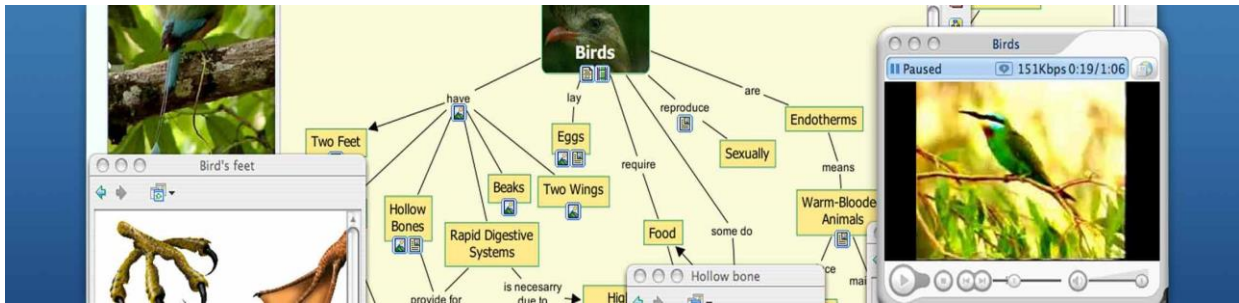 Birds
have
lay
reproduce
are
Two Feet
Eggs
require
Sexually
Endotherms
means
Beaks
Two Wings
Hollow
Bones
Rapid Digestive
Systems
Food
some do
Animals
provide for
is necesarry
due to
Bird's feet
Hollow bone
Birds
Paused
151Kbps 0:19/1:06